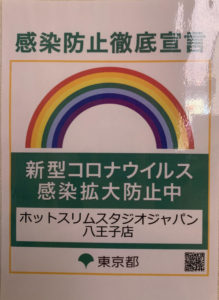 感染防止徹底宣言
新型コロナウイルス
感染拡大防止中
ホットスリムスタジオジャパン
八王子店
東京都